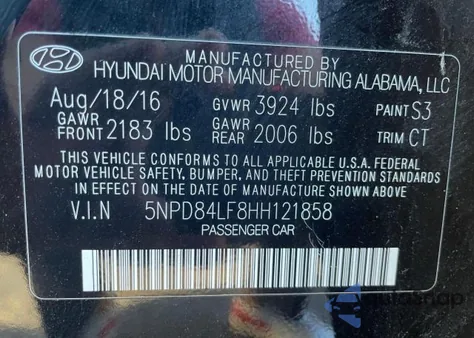 MANUFACTURED BY
HYUNDAI MOTOR MANUFACTURING ALABAMA, LLC
Aug/18/16 GVWR 3924 lbs PAINT S3
GAWR FRONT 2183 lbs GAWR REAR 2006 lbs TRIM CT
THIS VEHICLE CONFORMS TO ALL APPLICABLE U.S.A. FEDERAL
MOTOR VEHICLE SAFETY, BUMPER, AND THEFT PREVENTION STANDARDS
IN EFFECT ON THE DATE OF MANUFACTURE SHOWN ABOVE.
V.I.N 5NPD84LF8HH121858
PASSENGER CAR